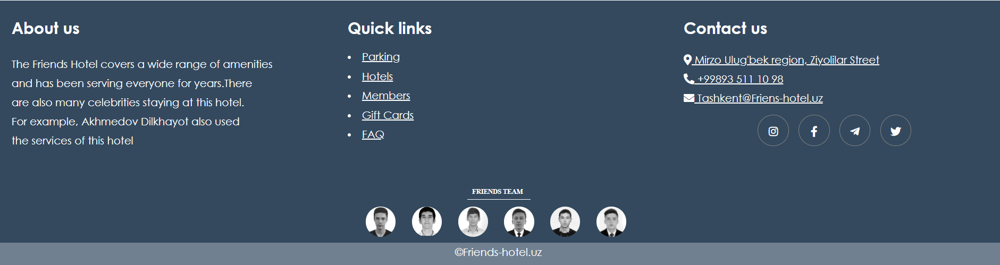 About us
The Friends Hotel covers a wide range of amenities
and has been serving everyone for years.There
are also many celebrities staying at this hotel.
For example, Akhmedov Dilkhayot also used
the services of this hotel
Quick links
Parking
Hotels
Members
Gift Cards
FAQ
Contact us
Mirzo Ulug'bek region, Ziyolilar Street
+99893 511 10 98
Tashkent@Friens-hotel.uz
FRIENDS TEAM
©Friends-hotel.uz